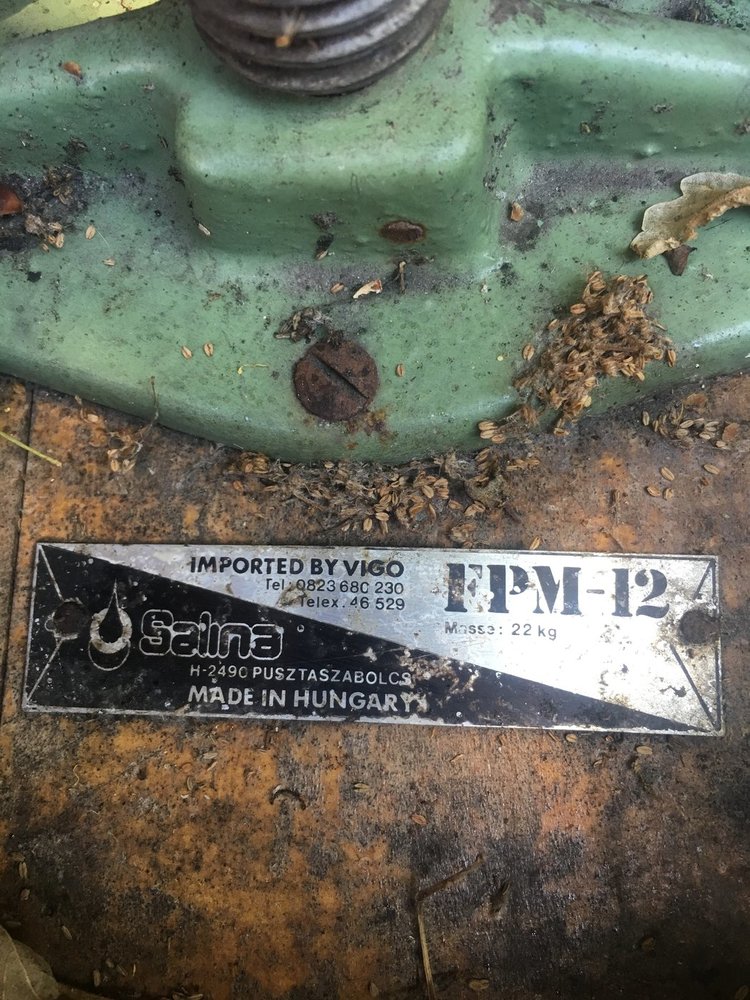 IMPORTED BY VIGO
Tel: 0823 680 230
Telex. 46 529
EPM-12
Masse: 22 kg
Salina
H-2490 PUSZTASZABOLCS
MADE IN HUNGARY